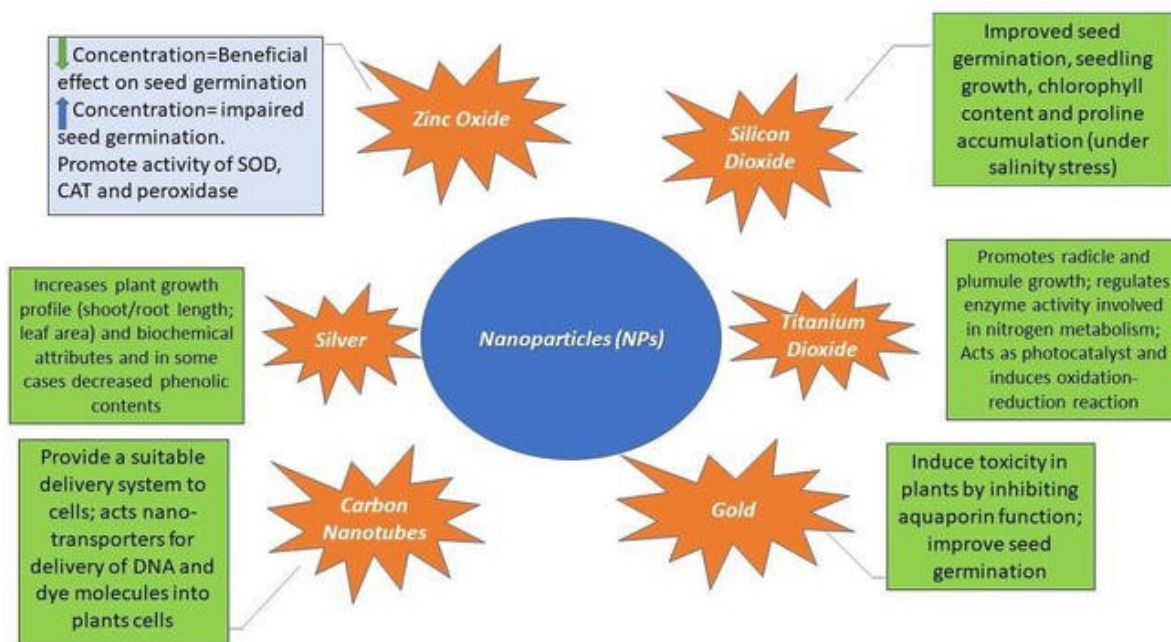 Concentration=Beneficial
effect on seed germination
Concentration= impaired
seed germination.
Promote activity of SOD,
CAT and peroxidase
Zinc Oxide
Silicon
Dioxide
Improved seed
germination, seedling
growth, chlorophyll
content and proline
accumulation (under
salinity stress)
Increases plant growth
profile (shoot/root length;
leaf area) and biochemical
attributes and in some
cases decreased phenolic
contents
Silver
Nanoparticles (NPs)
Titanium
Dioxide
Promotes radicle and
plumule growth; regulates
enzyme activity involved
in nitrogen metabolism;
Acts as photocatalyst and
induces oxidation-
reduction reaction
Provide a suitable
delivery system to
cells; acts nano-
transporters for
delivery of DNA and
dye molecules into
plants cells
Carbon
Nanotubes
Gold
Induce toxicity in
plants by inhibiting
aquaporin function;
improve seed
germination